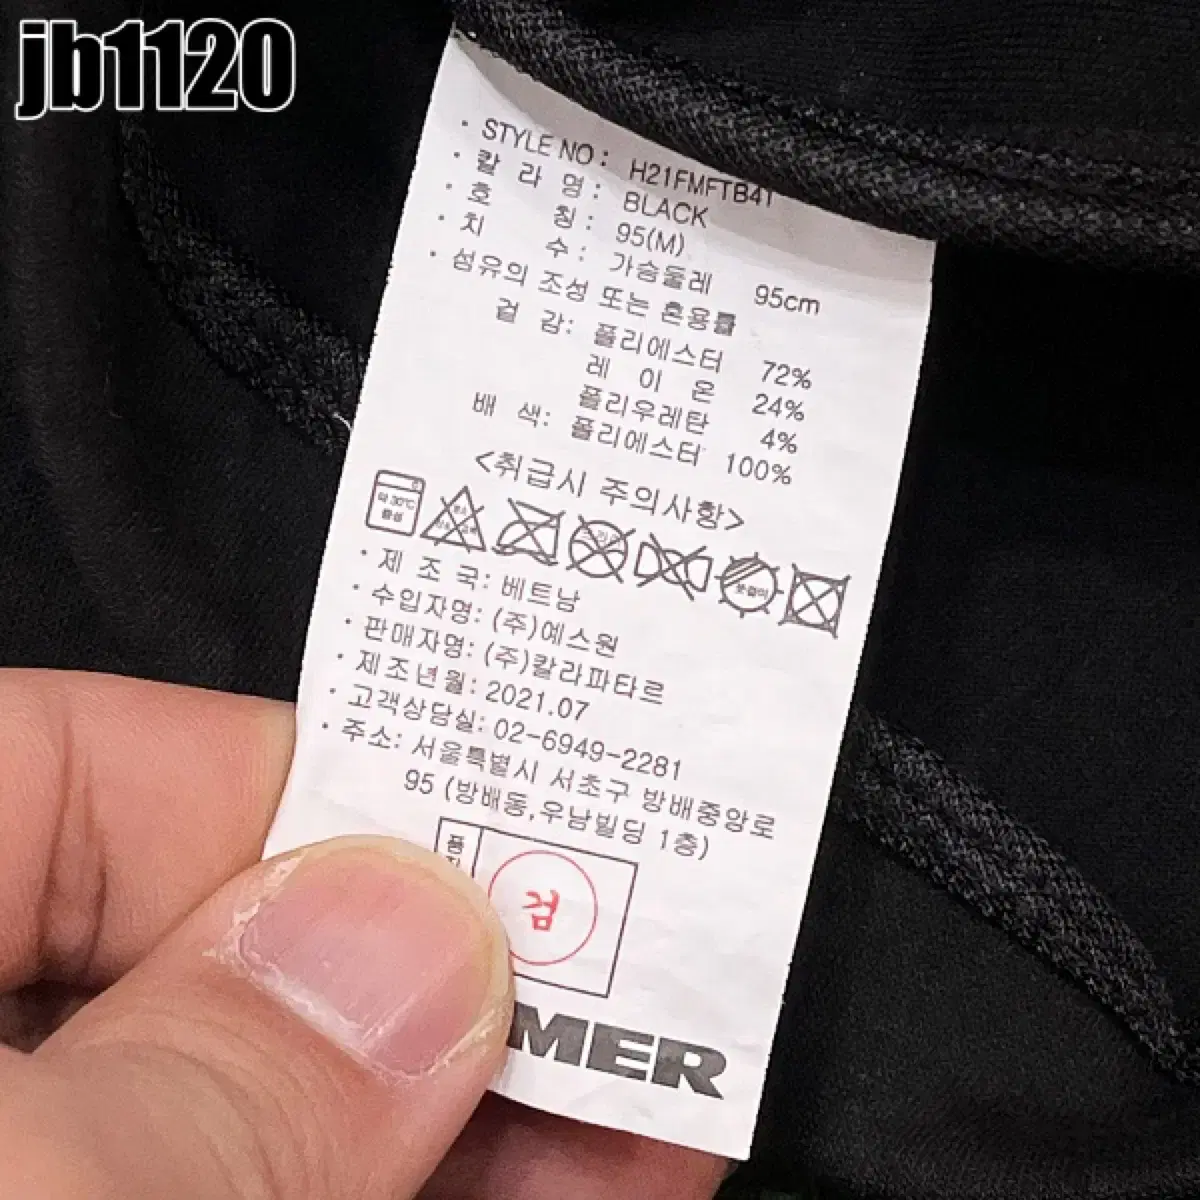 jb1120
· STYLE NO : H21FMFTB41
· 칼 라 명 : BLACK
· 호 칭 : 95(M)
· 치 수 : 가슴둘레 95cm
· 섬유의 조성 또는 혼용률
겉 감: 폴리에스터 72%
레 이 온 24%
폴리우레탄 4%
배 색: 폴리에스터 100%
<취급시 주의사항>
약 30℃
중성
· 제 조 국: 베트남
· 수입자명: (주)예스원
· 판매자명: (주)칼라파타르
· 제조년월: 2021.07
· 고객상담실: 02-6949-2281
· 주소: 서울특별시 서초구 방배중앙로
95 (방배동,우남빌딩 1층)
품
검
MER